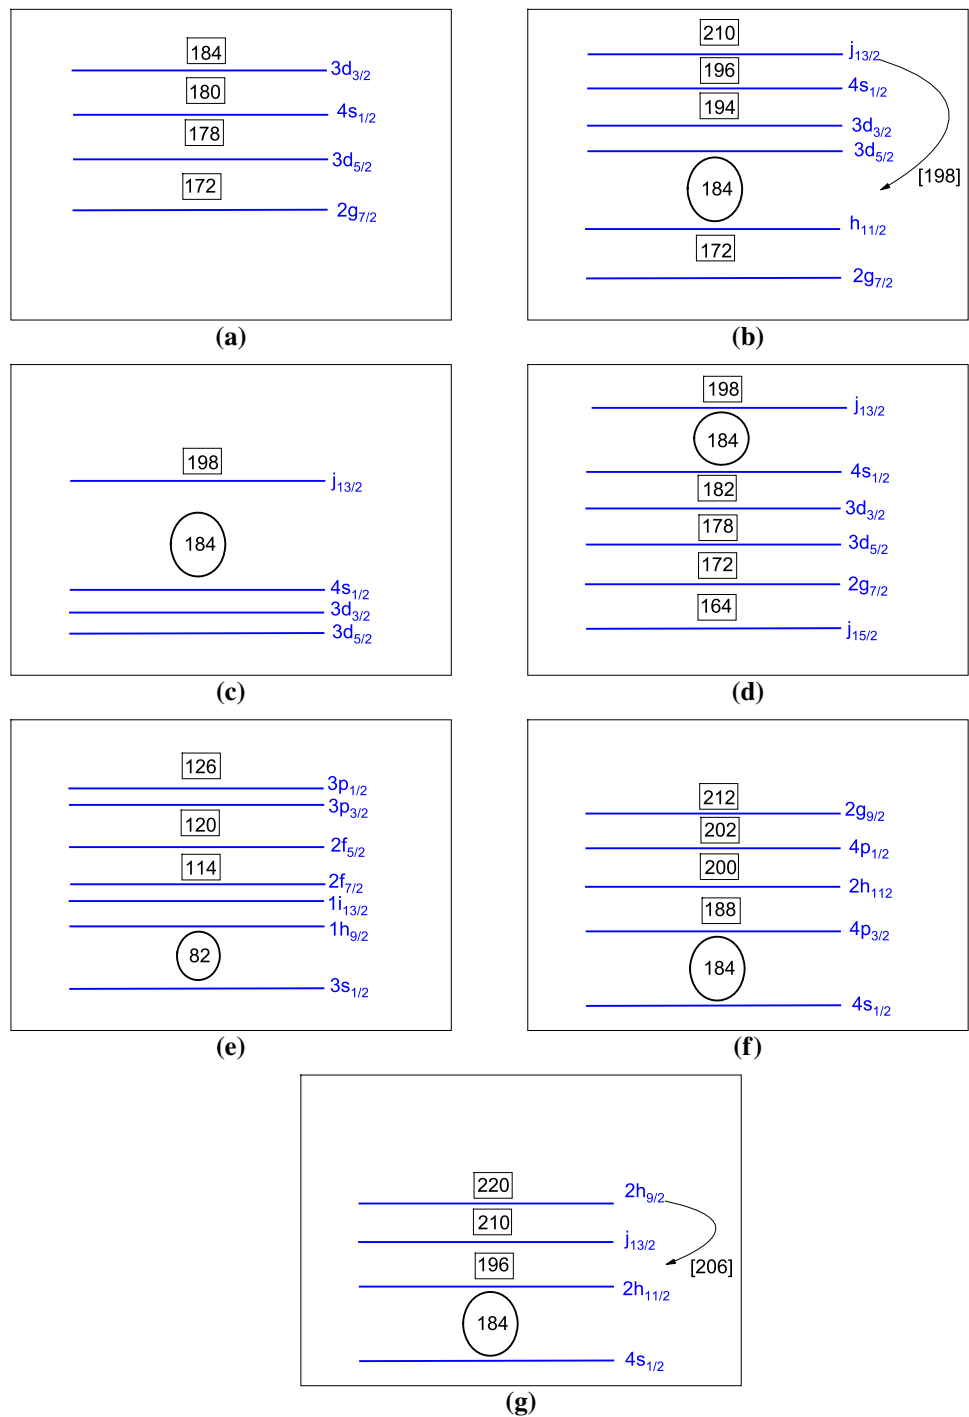 184
3d3/2
180
4s1/2
178
3d5/2
172
2g7/2
(a)
210
j13/2
196
4s1/2
194
3d3/2
3d5/2
[198]
184
h11/2
172
2g7/2
(b)
198
j13/2
184
4s1/2
3d3/2
3d5/2
(c)
198
j13/2
184
4s1/2
182
3d3/2
178
3d5/2
172
2g7/2
164
j15/2
(d)
126
3p1/2
3p3/2
120
2f5/2
114
2f7/2
1i13/2
1h9/2
82
3s1/2
(e)
212
2g9/2
202
4p1/2
200
2h112
188
4p3/2
184
4s1/2
(f)
220
2h9/2
210
j13/2
[206]
196
2h11/2
184
4s1/2
(g)